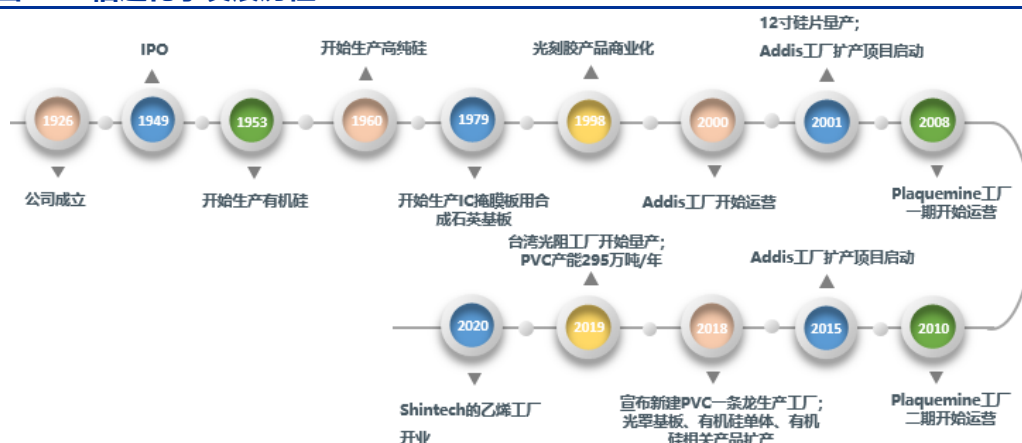 IPO
开始生产高纯硅
光刻胶产品商业化
12寸硅片量产；
Addis工厂扩产项目启动
1926
1949
1953
1960
1979
1998
2000
2001
2008
公司成立
开始生产有机硅
开始生产IC掩膜板用合
成石英基板
Addis工厂开始运营
Plaquemine工厂
一期开始运营
台湾光阻工厂开始量产；
PVC产能295万吨/年
Addis工厂扩产项目启动
2020
2019
2018
2015
2010
Shintech的乙烯工厂
开业
宣布新建PVC一条龙生产工厂；
光罩基板、有机硅单体、有机
硅相关产品扩产
Plaquemine工厂
二期开始运营